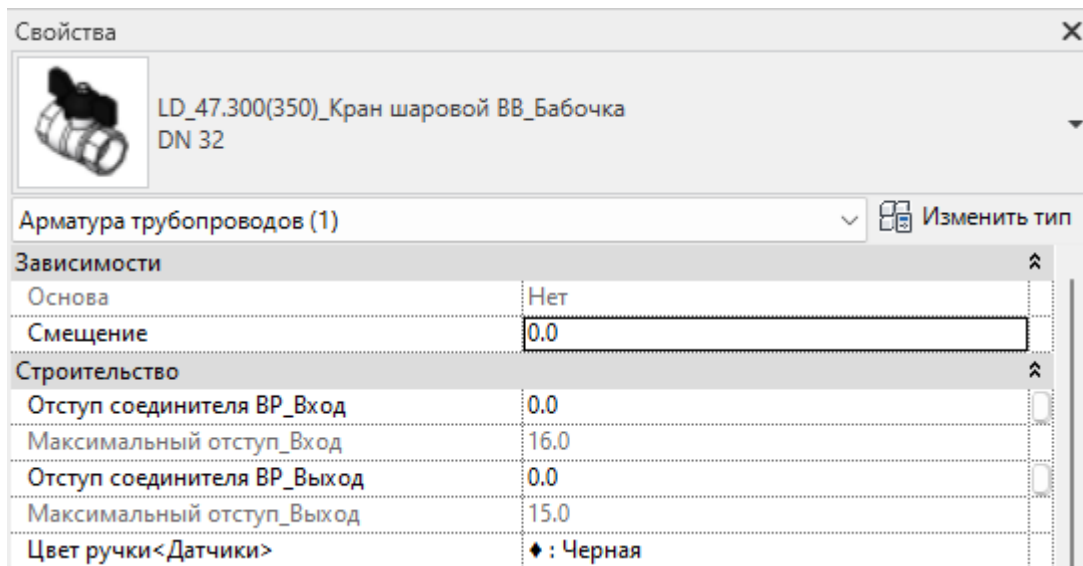 Свойства
LD_47.300(350)_Кран шаровой ВВ_Бабочка
DN 32
Арматура трубопроводов (1) Изменить тип
Зависимости
Основа Нет
Смещение 0.0
Строительство
Отступ соединителя ВР_Вход 0.0
Максимальный отступ_Вход 16.0
Отступ соединителя ВР_Выход 0.0
Максимальный отступ_Выход 15.0
Цвет ручки<Датчики> ♦ : Черная